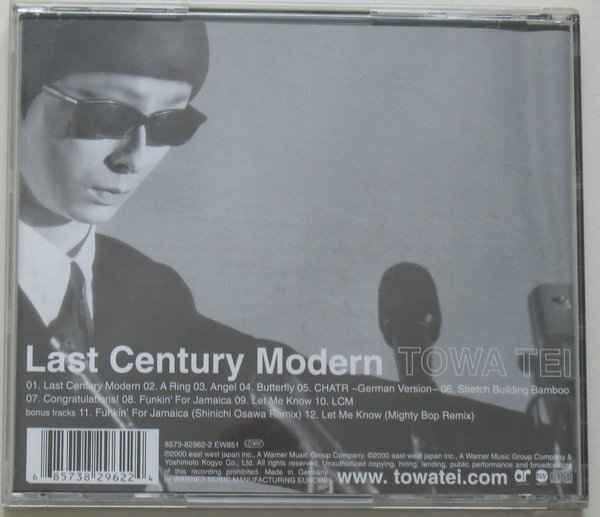 Last Century Modern TOWA TEI
01. Last Century Modern 02. A Ring 03. Angel 04. Butterfly 05. CHATR ~German Version~ 06. Stretch Building Bamboo
07. Congratulations! 08. Funkin' For Jamaica 09. Let Me Know 10. LCM
bonus tracks 11. Funkin' For Jamaica (Shinichi Osawa Remix) 12. Let Me Know (Mighty Bop Remix)
8573-82962-2 EW851
℗2000 east west japan inc., A Warner Music Group Company. ©2000 east west japan inc., A Warner Music Group Company &
Yoshimoto Kogyo Co., Ltd. All rights reserved. Unauthorized copying, hiring, lending, public performance and broadcasting
of this recording prohibited. Made in Germany
by WARNER MUSIC MANUFACTURING EUROPE
www.towatei.com
6 85738 29622 4